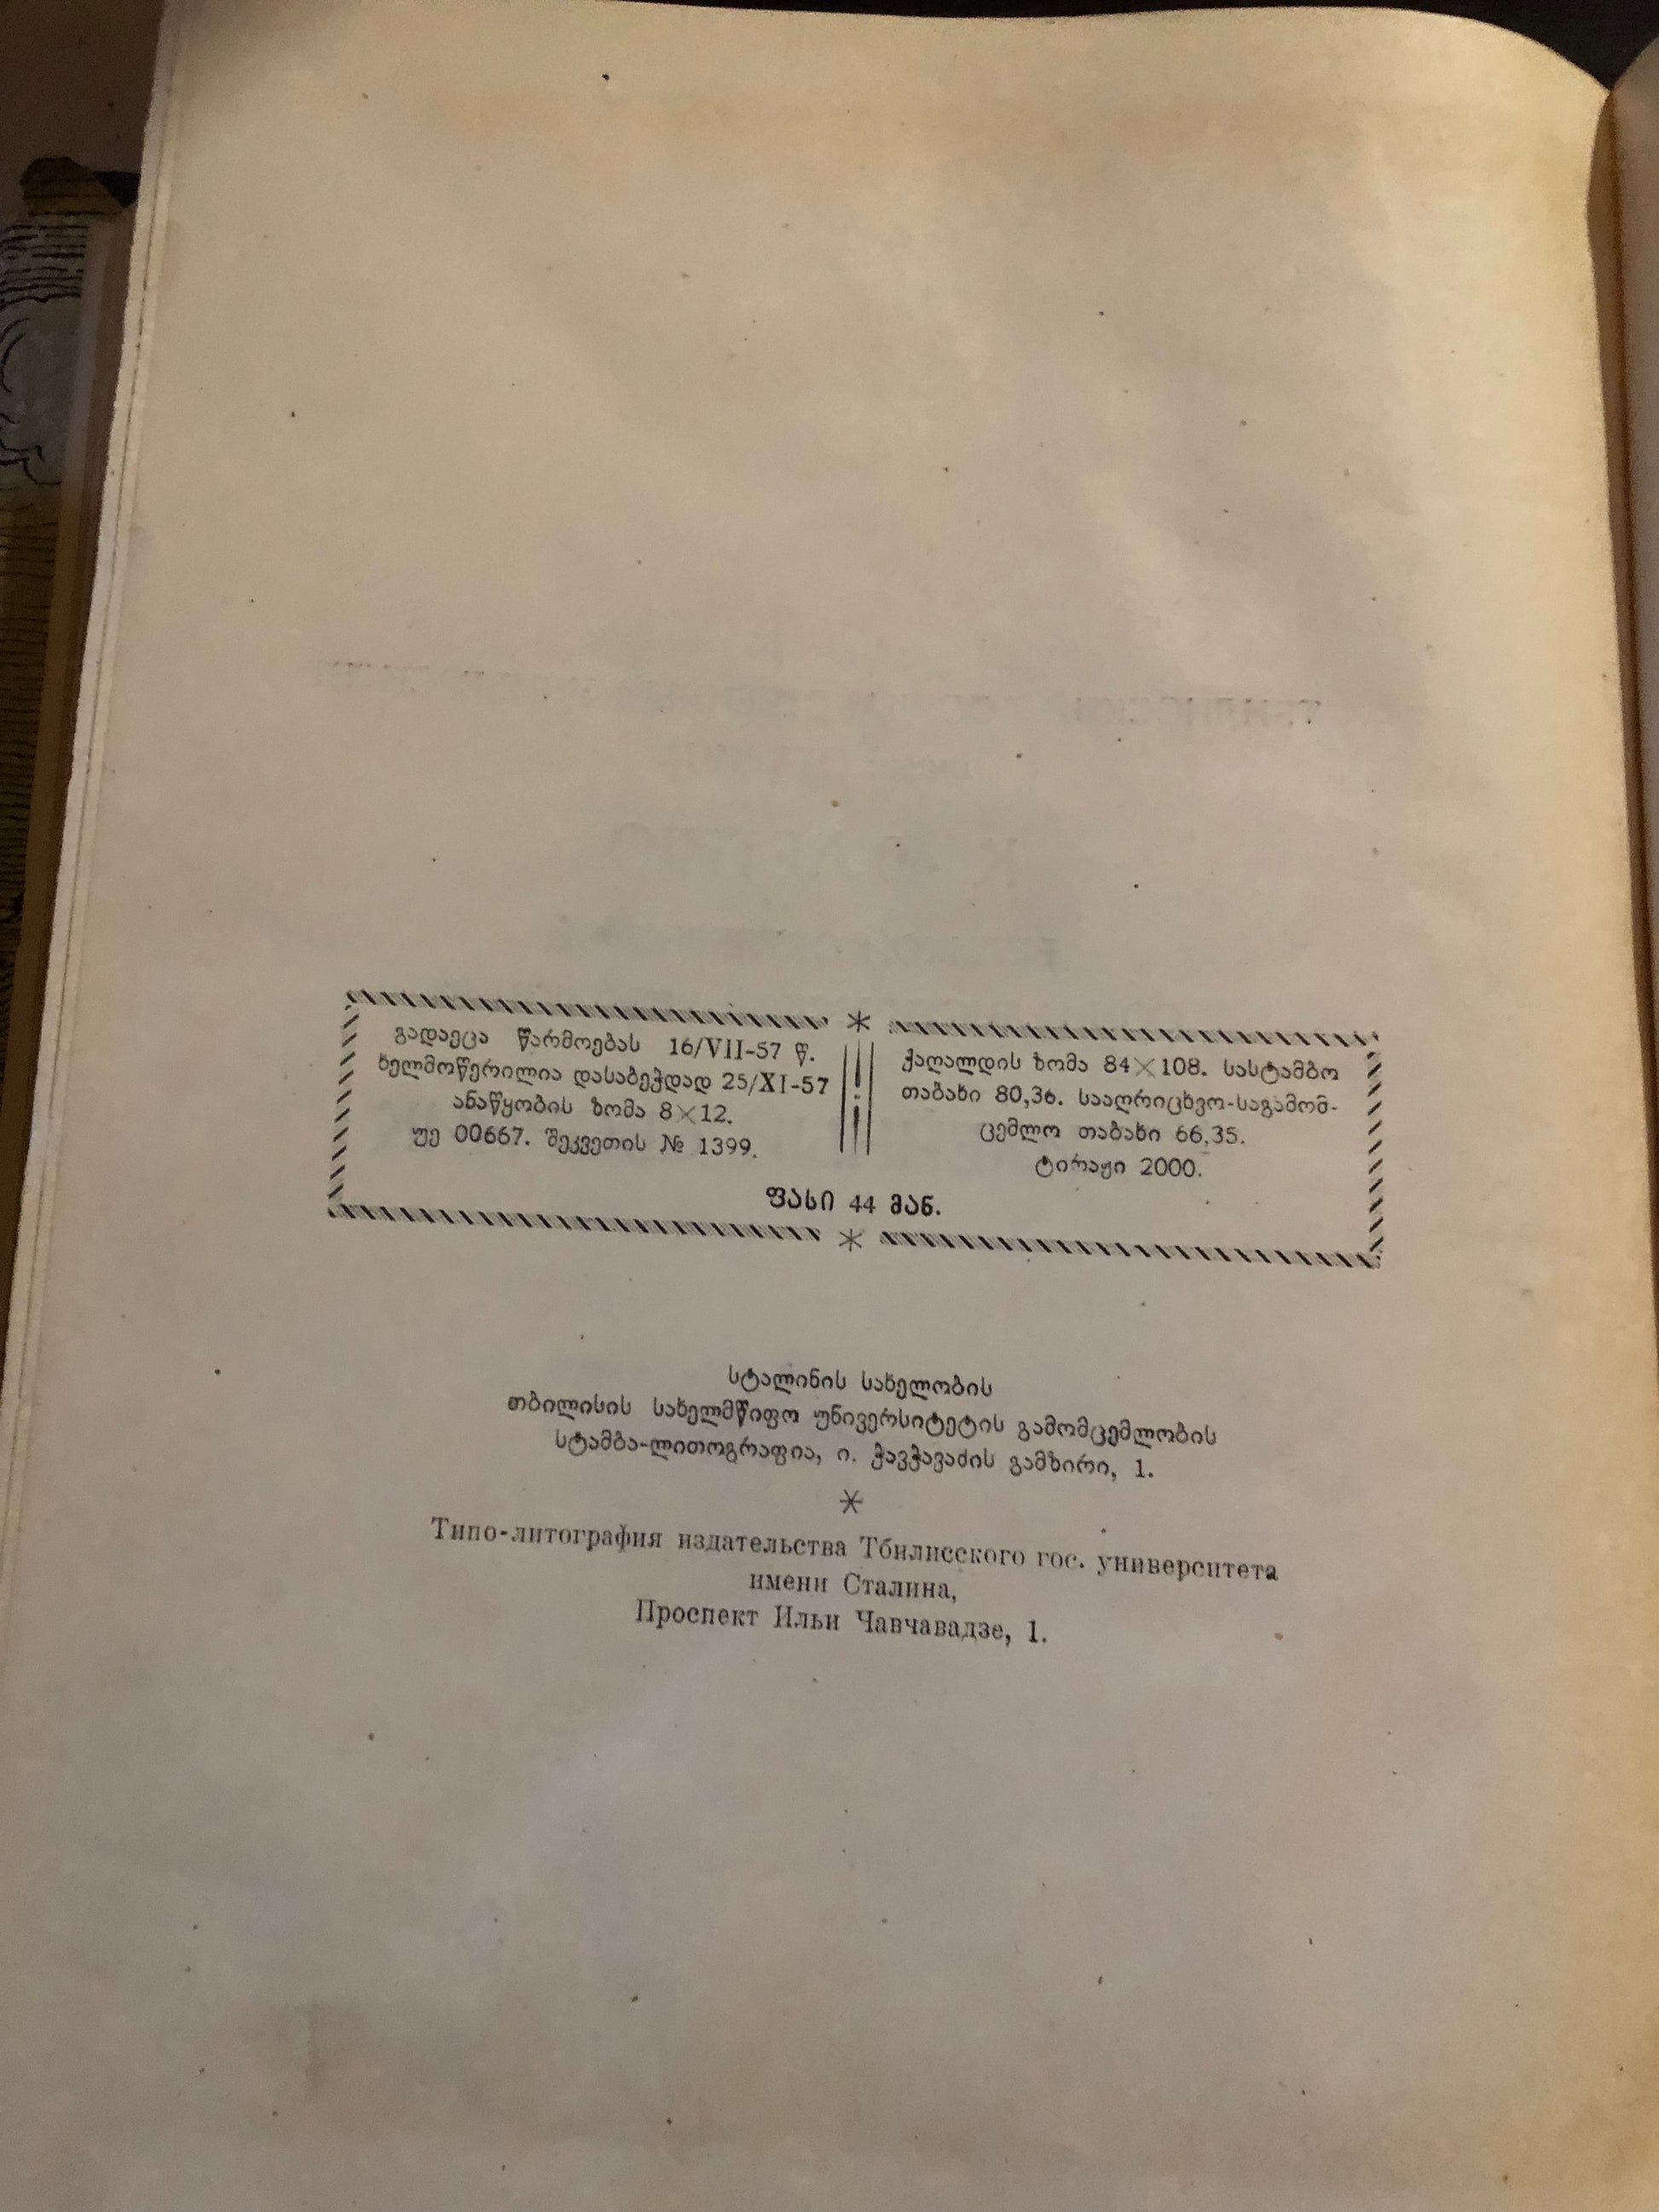 გადაეცა წარმოებას 16/VII-57 წ.
ხელმოწერილია დასაბეჭდად 25/XI-57
ანაწყობის ზომა 8×12.
უე 00667. შეკვეთის № 1399.
ქაღალდის ზომა 84×108. სასტამბო
თაბახი 80,36. სააღრიცხვო-საგამომ-
ცემლო თაბახი 66,35.
ტირაჟი 2000.
ფასი 44 მან.
სტალინის სახელობის
თბილისის სახელმწიფო უნივერსიტეტის გამომცემლობის
სტამბა-ლითოგრაფია, ი. ჭავჭავაძის გამზირი, 1.
Типо-литография издательства Тбилисского гос. университета
имени Сталина,
Проспект Ильи Чавчавадзе, 1.